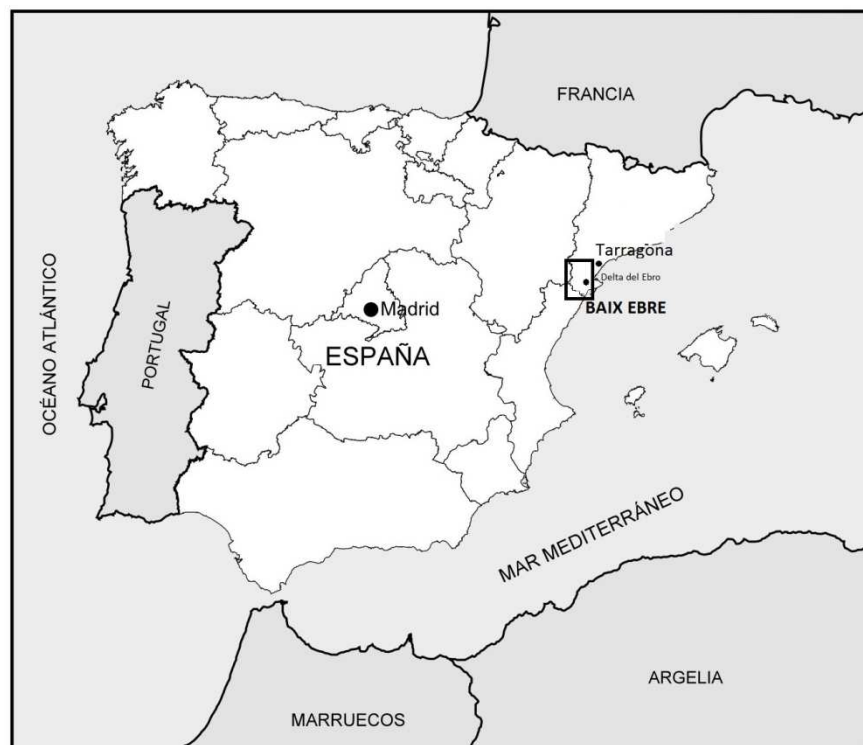 FRANCIA
OCÉANO ATLÁNTICO
PORTUGAL
Tarragona
Delta del Ebro
BAIX EBRE
Madrid
ESPAÑA
MAR MEDITERRÁNEO
ARGELIA
MARRUECOS